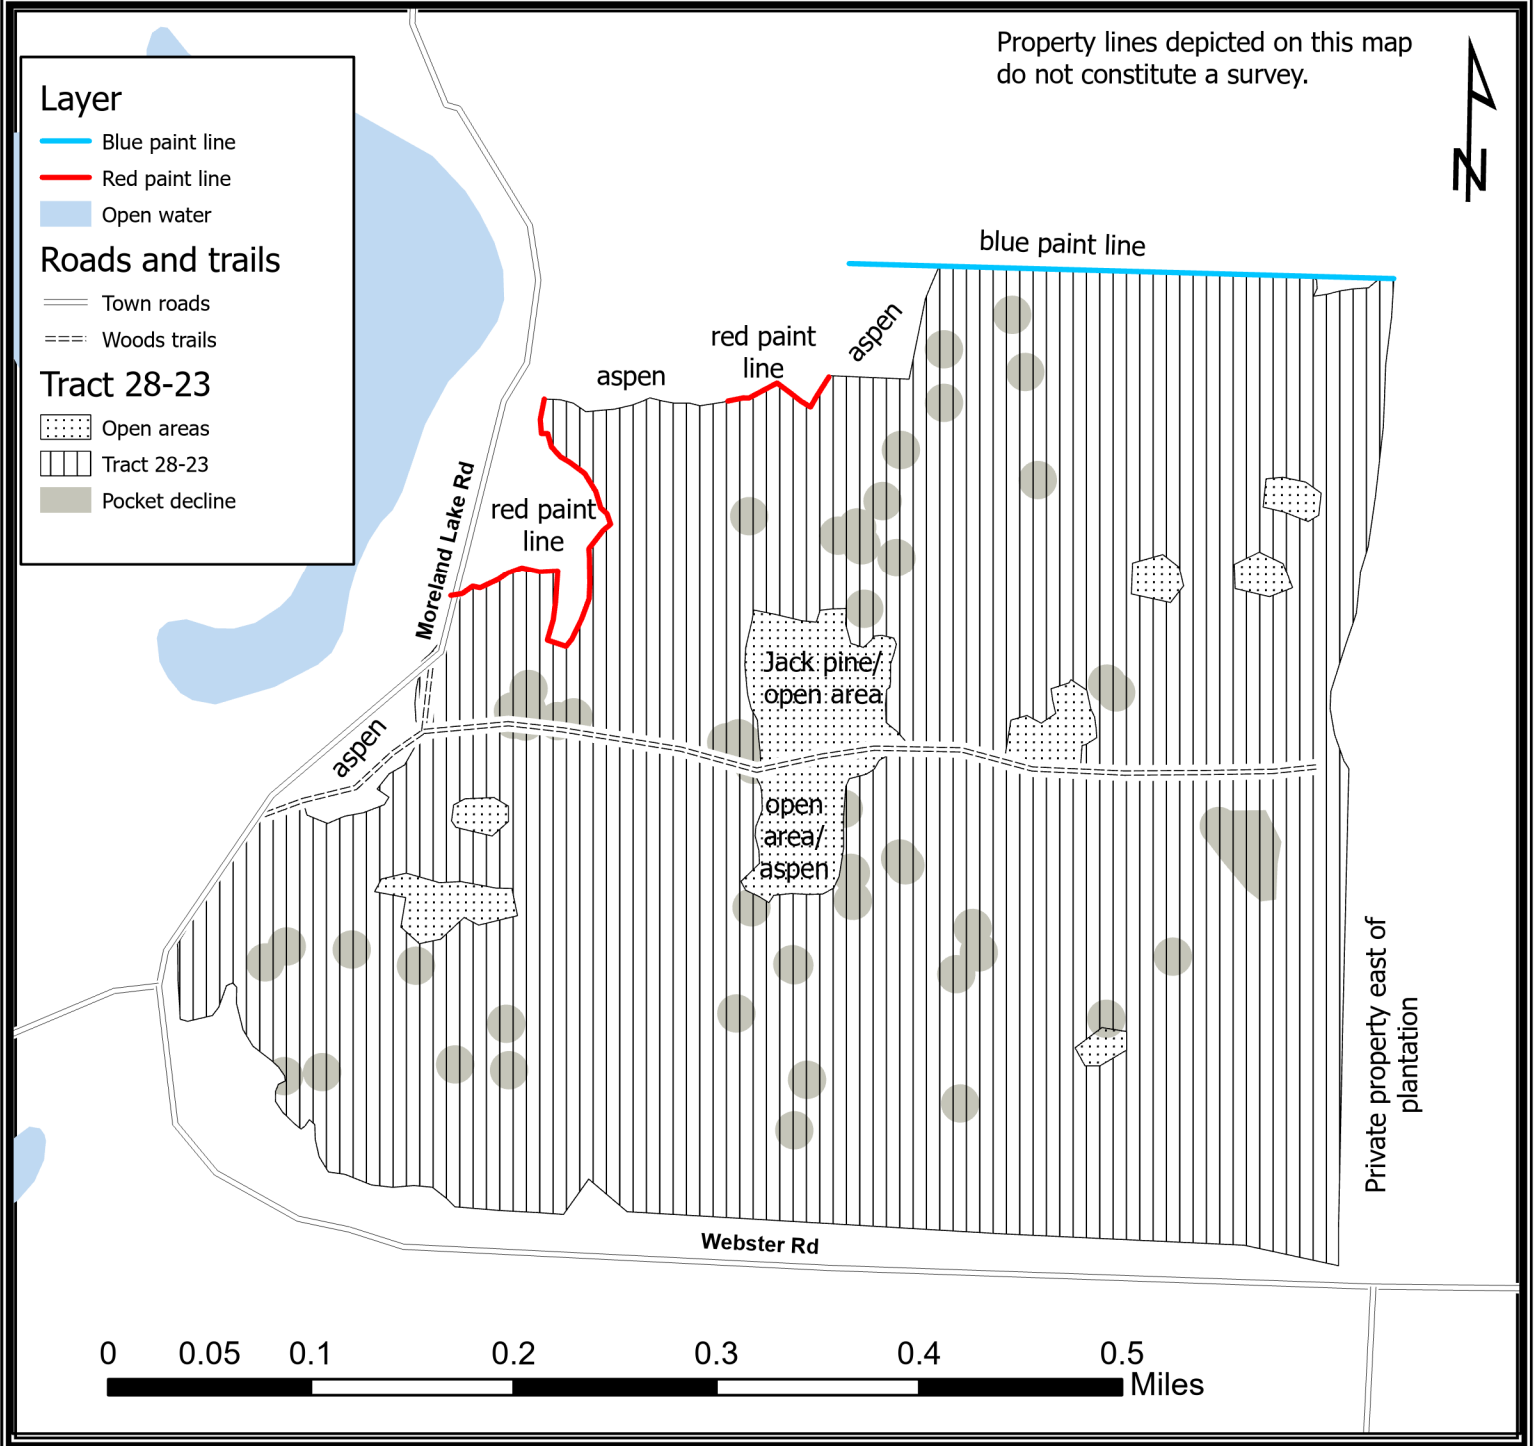 Property lines depicted on this map
do not constitute a survey.
N
Layer
Blue paint line
Red paint line
Open water
Roads and trails
Town roads
Woods trails
Tract 28-23
Open areas
Tract 28-23
Pocket decline
blue paint line
aspen
red paint
line
aspen
red paint
line
Moreland Lake Rd
Jack pine/
open area
aspen
open
area/
aspen
Private property east of
plantation
Webster Rd
0 0.05 0.1 0.2 0.3 0.4 0.5
Miles